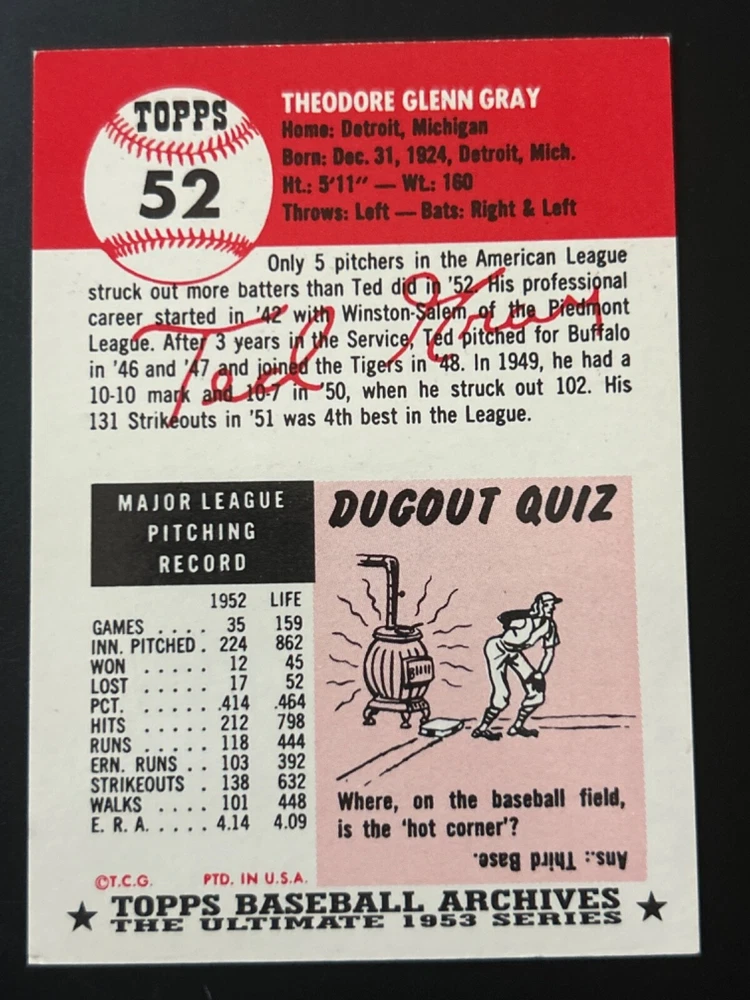 TOPPS
52
THEODORE GLENN GRAY
Home: Detroit, Michigan
Born: Dec. 31, 1924, Detroit, Mich.
Ht.: 5'11" — Wt.: 160
Throws: Left — Bats: Right & Left
Only 5 pitchers in the American League
struck out more batters than Ted did in '52. His professional
career started in '42 with Winston-Salem of the Piedmont
League. After 3 years in the Service, Ted pitched for Buffalo
in '46 and '47 and joined the Tigers in '48. In 1949, he had a
10-10 mark and 10-7 in '50, when he struck out 102. His
131 Strikeouts in '51 was 4th best in the League.
Ted Gray
MAJOR LEAGUE
PITCHING
RECORD
1952 LIFE
GAMES .... 35 159
INN. PITCHED . 224 862
WON ..... 12 45
LOST ..... 17 52
PCT. ..... .414 .464
HITS ..... 212 798
RUNS ..... 118 444
ERN. RUNS .. 103 392
STRIKEOUTS . 138 632
WALKS .... 101 448
E. R. A. .... 4.14 4.09
DUGOUT QUIZ
Where, on the baseball field,
is the 'hot corner'?
Ans.: Third Base.
©T.C.G. PTD. IN U.S.A.
★ TOPPS BASEBALL ARCHIVES ★
THE ULTIMATE 1953 SERIES